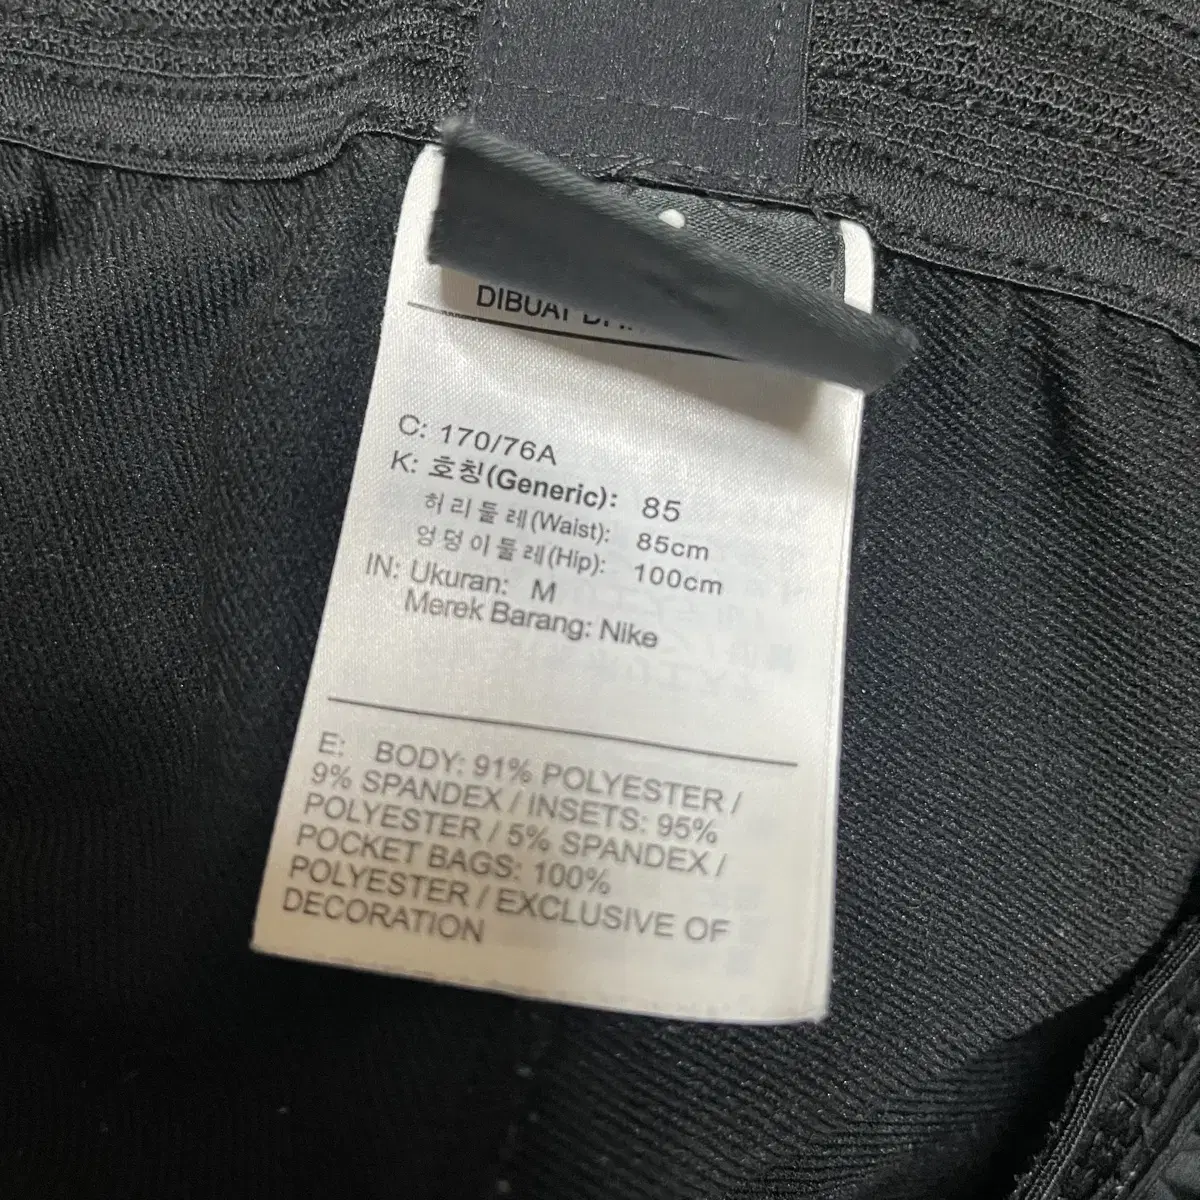 DIBUAT
C: 170/76A
K: 호칭(Generic): 85
허리둘레(Waist): 85cm
엉덩이둘레(Hip): 100cm
IN: Ukuran: M
Merek Barang: Nike
E: BODY: 91% POLYESTER /
9% SPANDEX / INSETS: 95%
POLYESTER / 5% SPANDEX /
POCKET BAGS: 100%
POLYESTER / EXCLUSIVE OF
DECORATION